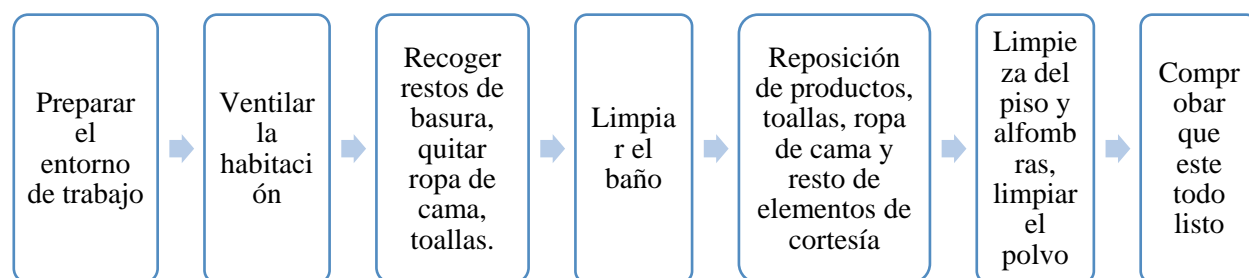 Preparar
el
entorno
de trabajo
Ventilar
la
habitaci
ón
Recoger
restos de
basura,
quitar
ropa de
cama,
toallas.
Limpia
r el
baño
Reposición
de productos,
toallas, ropa
de cama y
resto de
elementos de
cortesía
Limpie
za del
piso y
alfomb
ras,
limpiar
el
polvo
Compr
obar
que
este
todo
listo